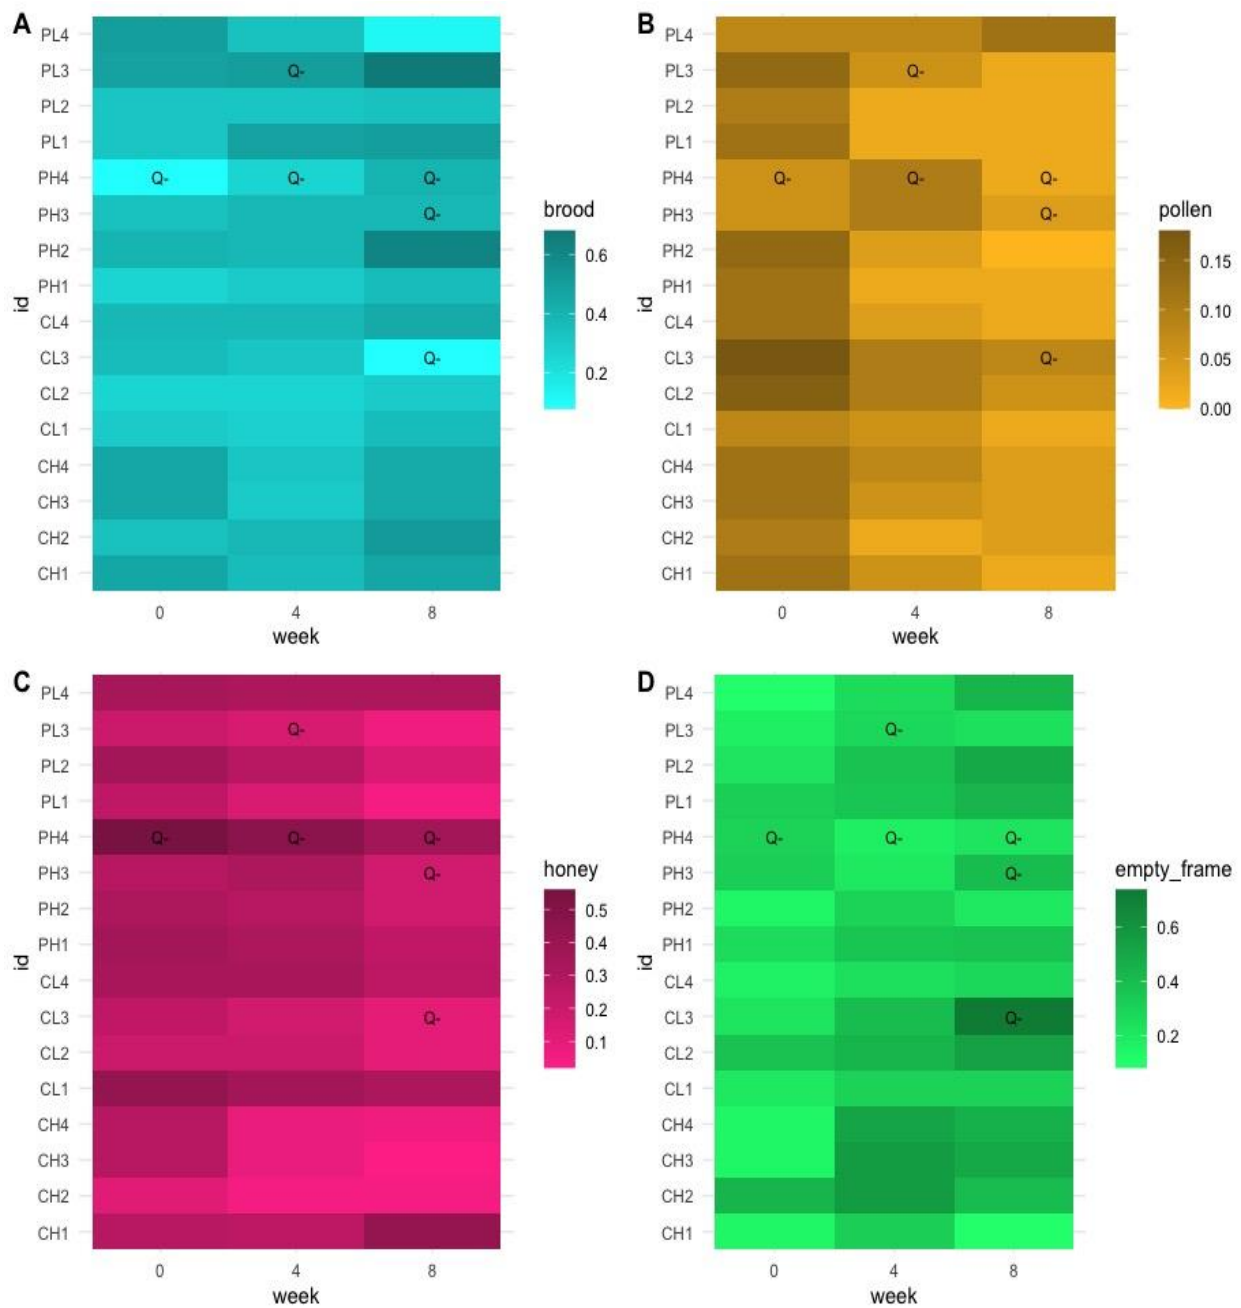 A
PL4
PL3 Q-
PL2
PL1
PH4 Q- Q- Q-
PH3 Q-
PH2
PH1
CL4
CL3 Q-
CL2
CL1
CH4
CH3
CH2
CH1
id
0 4 8
week
brood
0.6
0.4
0.2
B
PL4
PL3 Q-
PL2
PL1
PH4 Q- Q- Q-
PH3 Q-
PH2
PH1
CL4
CL3 Q-
CL2
CL1
CH4
CH3
CH2
CH1
id
0 4 8
week
pollen
0.15
0.10
0.05
0.00
C
PL4
PL3 Q-
PL2
PL1
PH4 Q- Q- Q-
PH3 Q-
PH2
PH1
CL4
CL3 Q-
CL2
CL1
CH4
CH3
CH2
CH1
id
0 4 8
week
honey
0.5
0.4
0.3
0.2
0.1
D
PL4
PL3 Q-
PL2
PL1
PH4 Q- Q- Q-
PH3 Q-
PH2
PH1
CL4
CL3 Q-
CL2
CL1
CH4
CH3
CH2
CH1
id
0 4 8
week
empty_frame
0.6
0.4
0.2